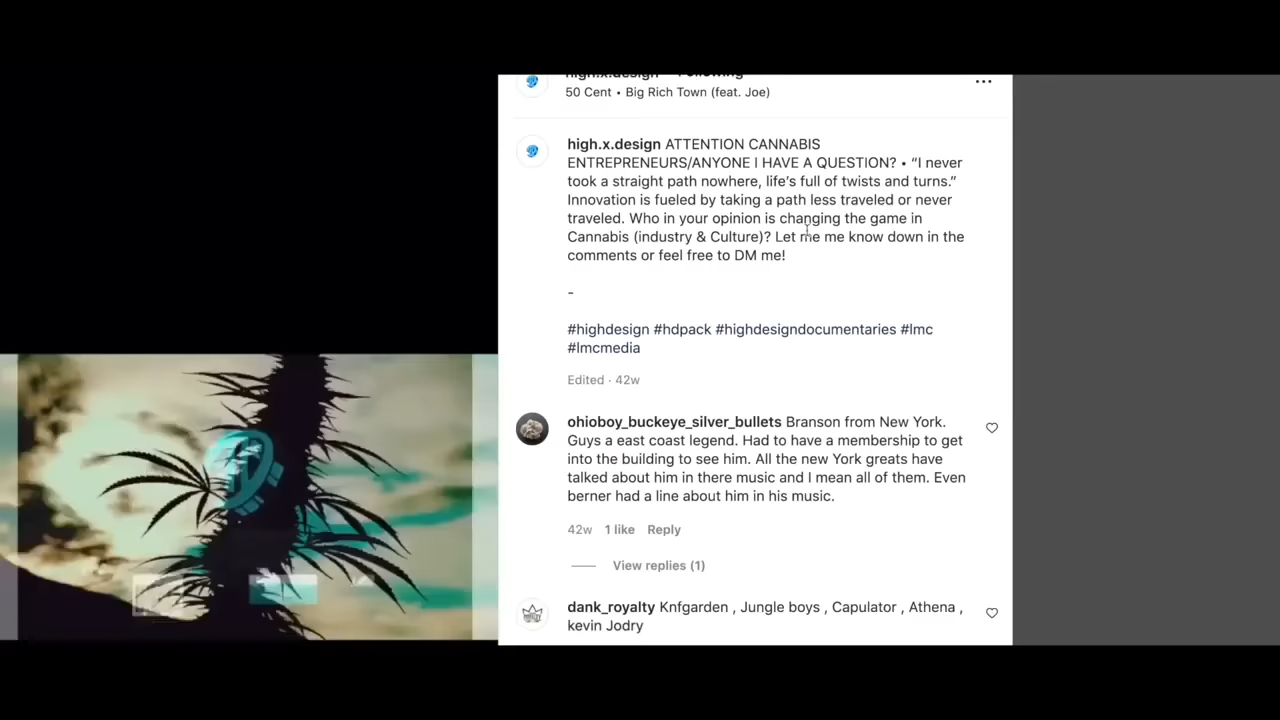 high.x.design • Following
50 Cent • Big Rich Town (feat. Joe)
high.x.design ATTENTION CANNABIS
ENTREPRENEURS/ANYONE I HAVE A QUESTION? • “I never
took a straight path nowhere, life’s full of twists and turns.”
Innovation is fueled by taking a path less traveled or never
traveled. Who in your opinion is changing the game in
Cannabis (industry & Culture)? Let me me know down in the
comments or feel free to DM me!
-
#highdesign #hdpack #highdesigndocumentaries #lmc
#lmcmedia
Edited · 42w
ohioboy_buckeye_silver_bullets Branson from New York.
Guys a east coast legend. Had to have a membership to get
into the building to see him. All the new York greats have
talked about him in there music and I mean all of them. Even
berner had a line about him in his music.
42w 1 like Reply
View replies (1)
dank_royalty Knfgarden , Jungle boys , Capulator , Athena ,
kevin Jodry